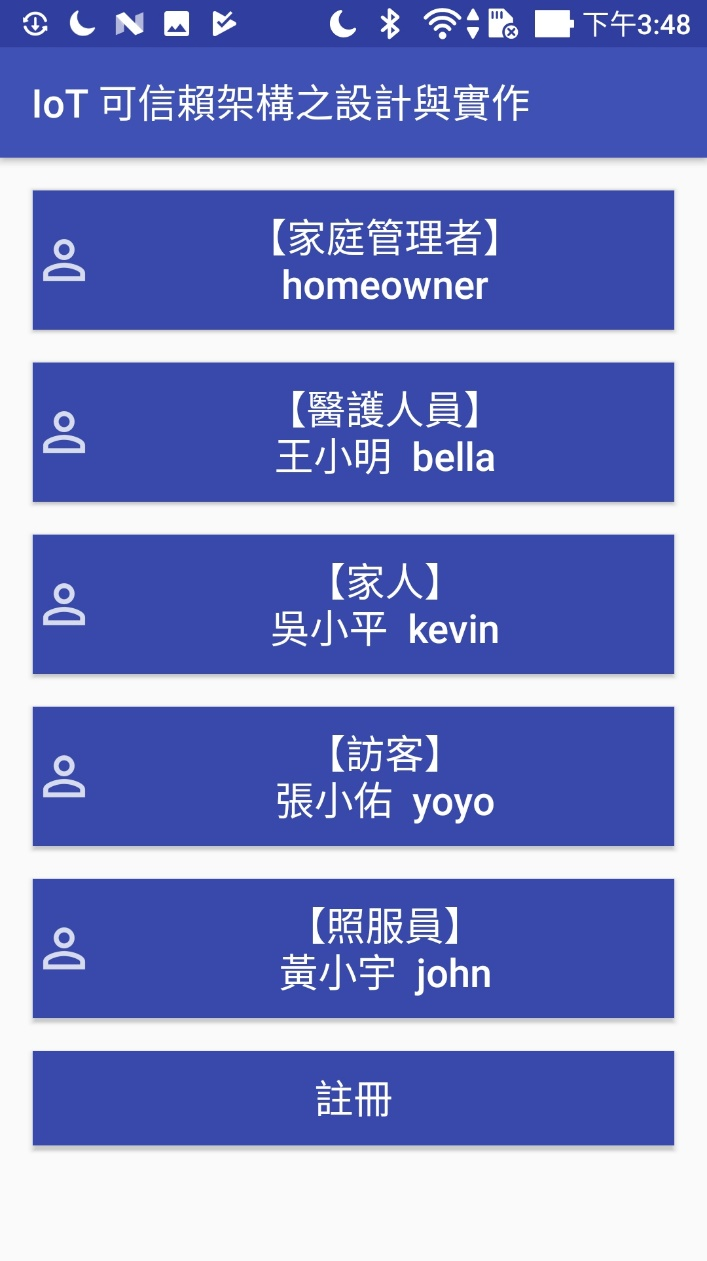 下午3:48
IoT 可信賴架構之設計與實作
【家庭管理者】
homeowner
【醫護人員】
王小明 bella
【家人】
吳小平 kevin
【訪客】
張小佑 yoyo
【照服員】
黃小宇 john
註冊